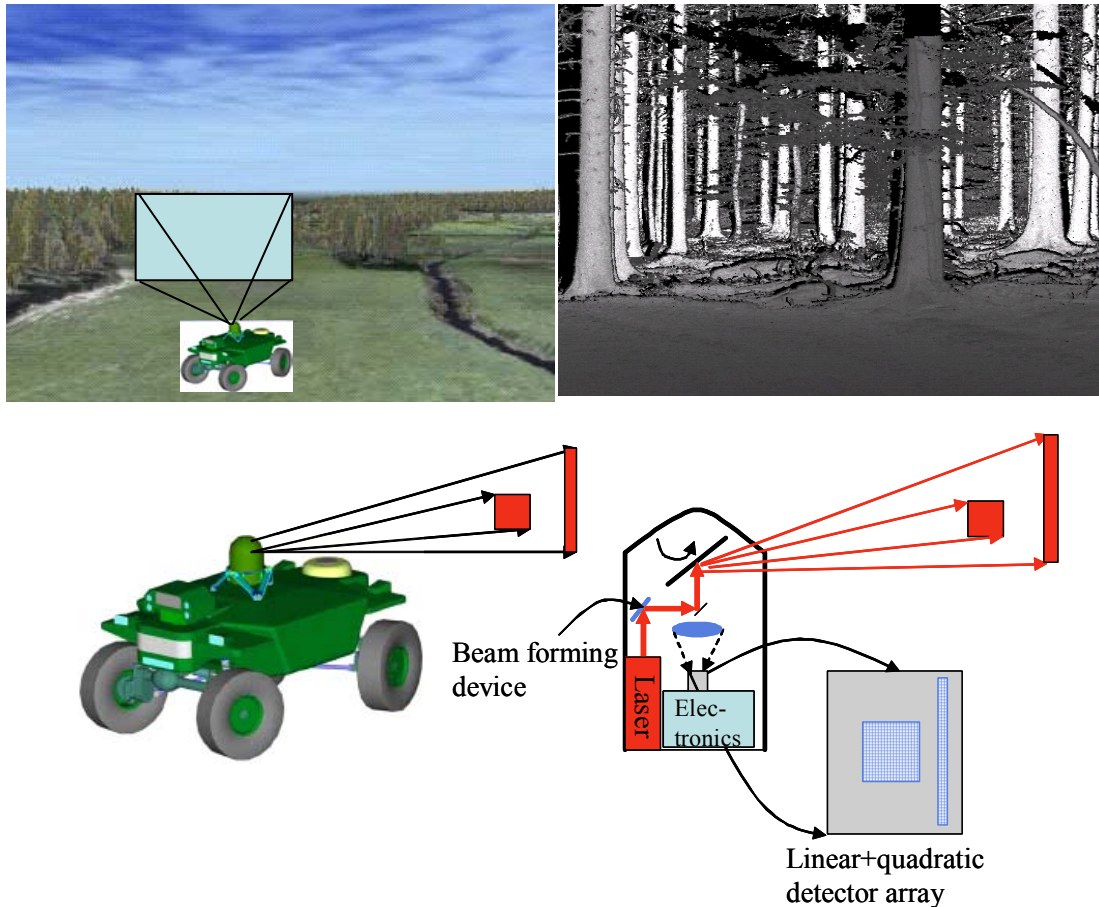 Beam forming
device
Laser
Elec-
tronics
Linear+quadratic
detector array